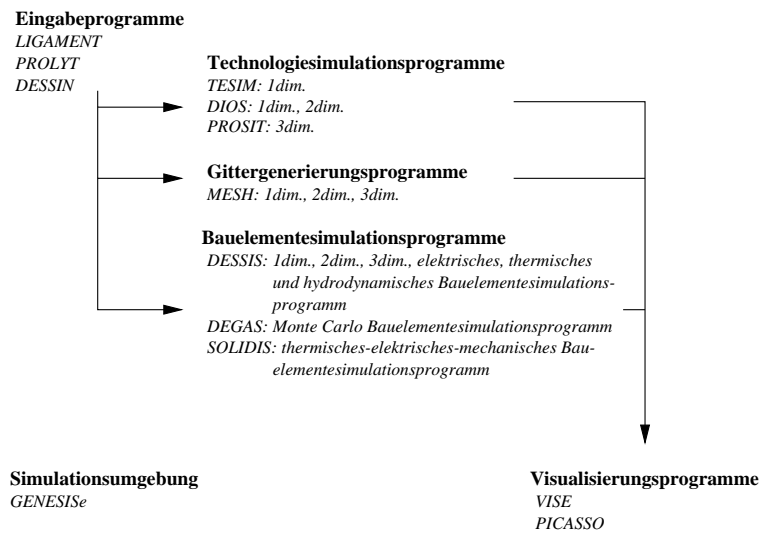 Eingabeprogramme
LIGAMENT
PROLYT
DESSIN
Technologiesimulationsprogramme
TESIM: 1dim.
DIOS: 1dim., 2dim.
PROSIT: 3dim.
Gittergenerierungsprogramme
MESH: 1dim., 2dim., 3dim.
Bauelementesimulationsprogramme
DESSIS: 1dim., 2dim., 3dim., elektrisches, thermisches
und hydrodynamisches Bauelementesimulations-
programm
DEGAS: Monte Carlo Bauelementesimulationsprogramm
SOLIDIS: thermisches-elektrisches-mechanisches Bau-
elementesimulationsprogramm
Simulationsumgebung
GENESISe
Visualisierungsprogramme
VISE
PICASSO